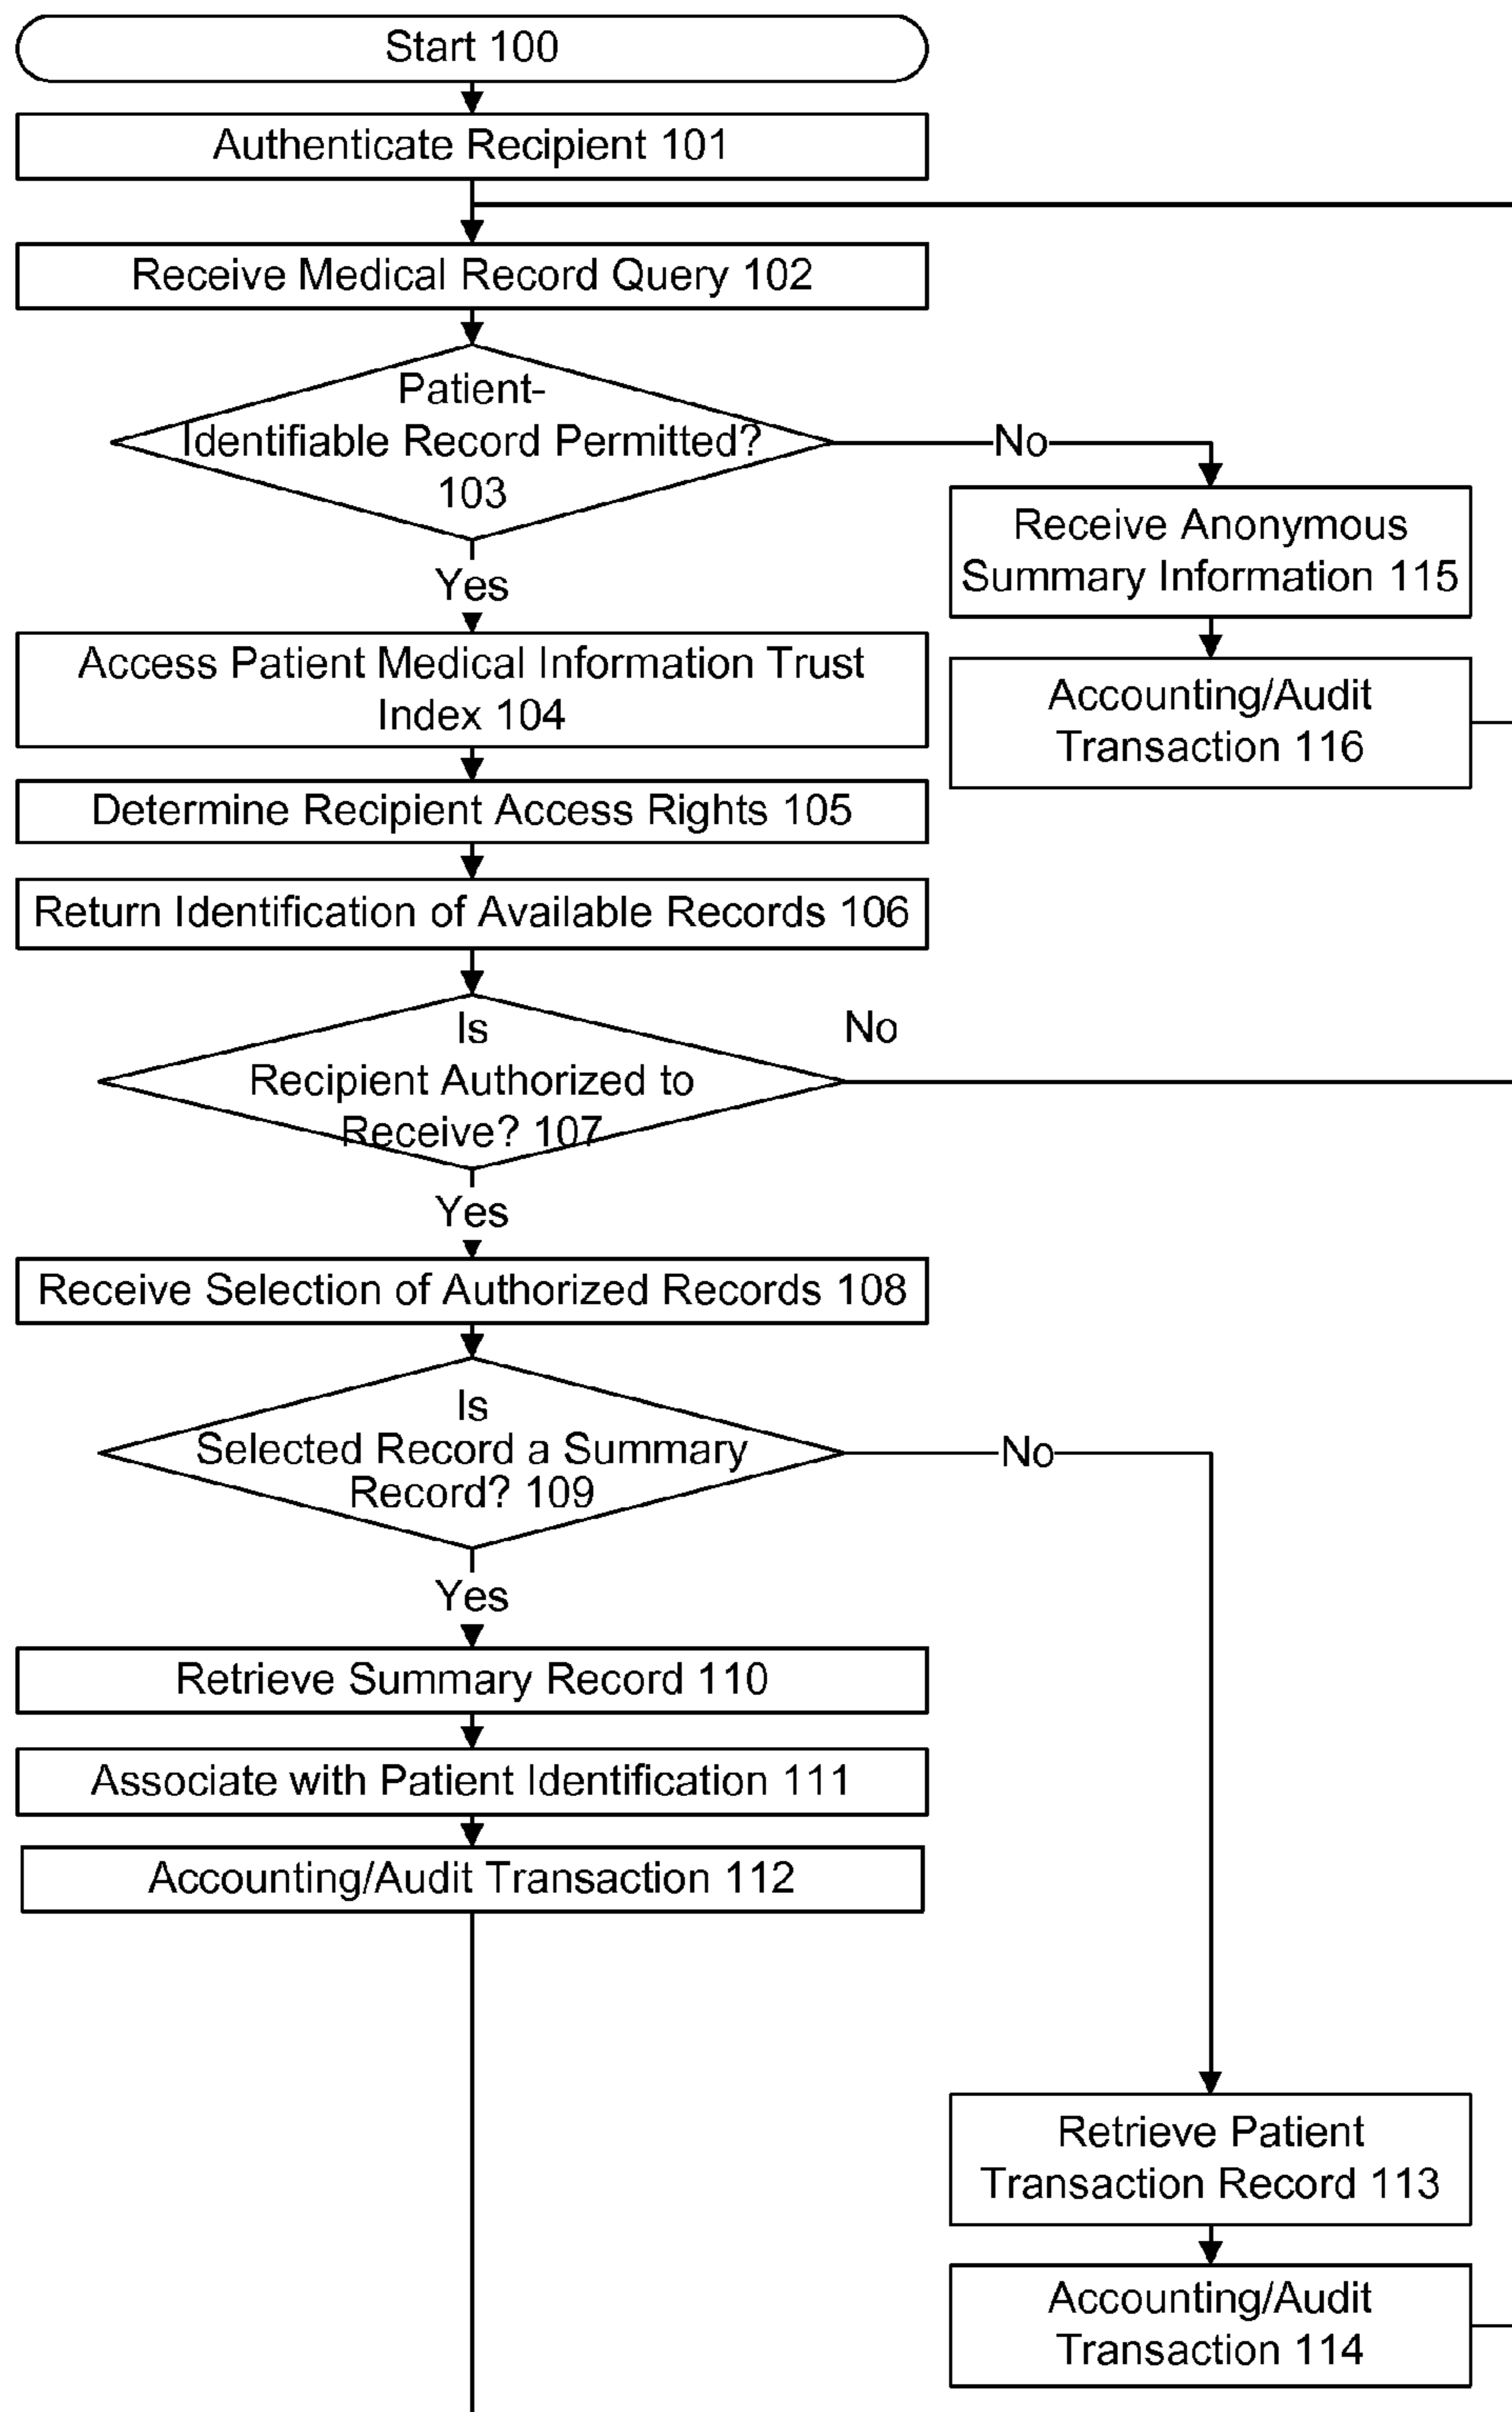 Start 100
Authenticate Recipient 101
Receive Medical Record Query 102
Patient-
Identifiable Record Permitted?
103
No
Yes
Receive Anonymous
Summary Information 115
Access Patient Medical Information Trust
Index 104
Accounting/Audit
Transaction 116
Determine Recipient Access Rights 105
Return Identification of Available Records 106
Is
Recipient Authorized to
Receive? 107
No
Yes
Receive Selection of Authorized Records 108
Is
Selected Record a Summary
Record? 109
No
Yes
Retrieve Summary Record 110
Associate with Patient Identification 111
Accounting/Audit Transaction 112
Retrieve Patient
Transaction Record 113
Accounting/Audit
Transaction 114